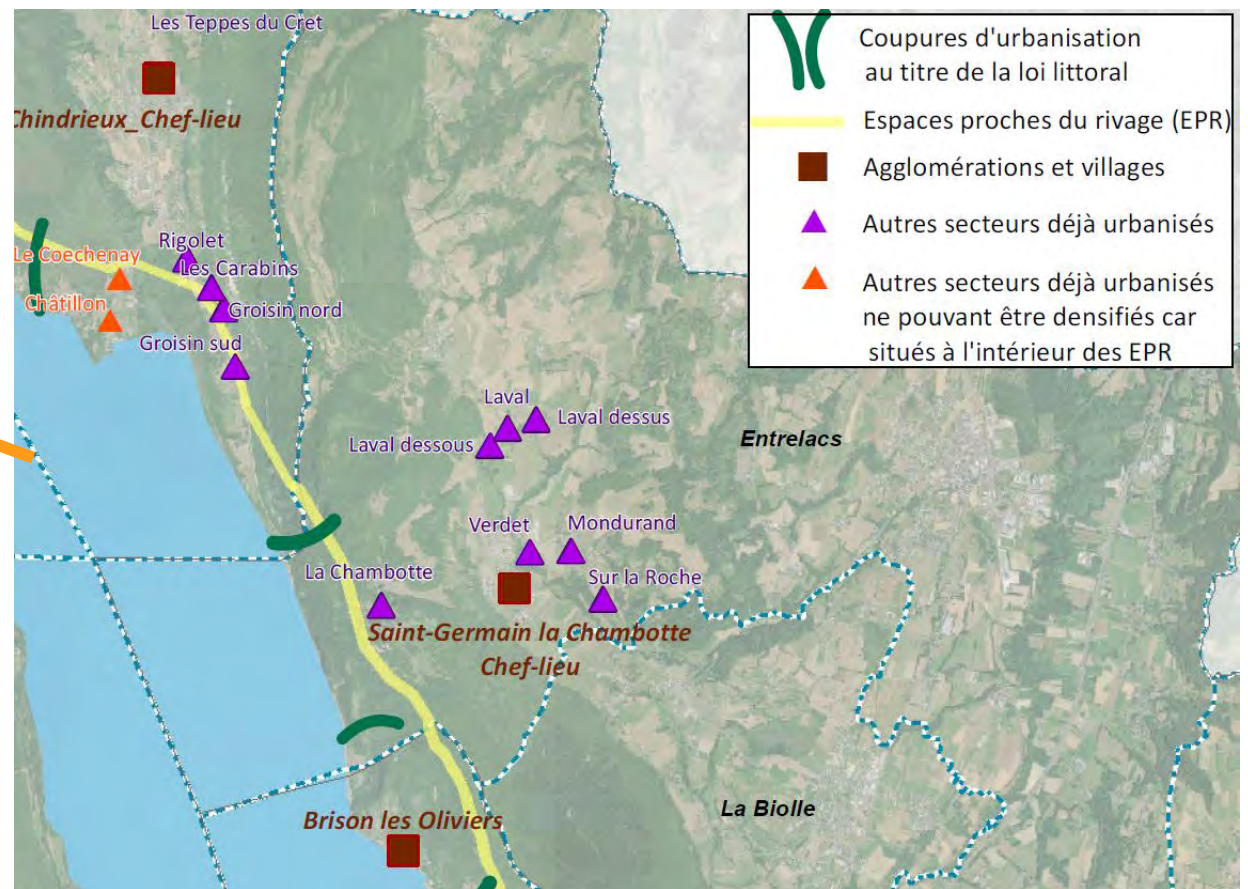 Les Teppes du Cret
Chindrieux_Chef-lieu
Le Coechenay
Rigolet
Les Carabins
Châtillon
Groisin nord
Groisin sud
Laval
Laval dessus
Laval dessous
Entrelacs
Verdet
Mondurand
La Chambotte
Sur la Roche
Saint-Germain la Chambotte
Chef-lieu
La Biolle
Brison les Oliviers
Coupures d'urbanisation
au titre de la loi littoral
Espaces proches du rivage (EPR)
Agglomérations et villages
Autres secteurs déjà urbanisés
Autres secteurs déjà urbanisés
ne pouvant être densifiés car
situés à l'intérieur des EPR